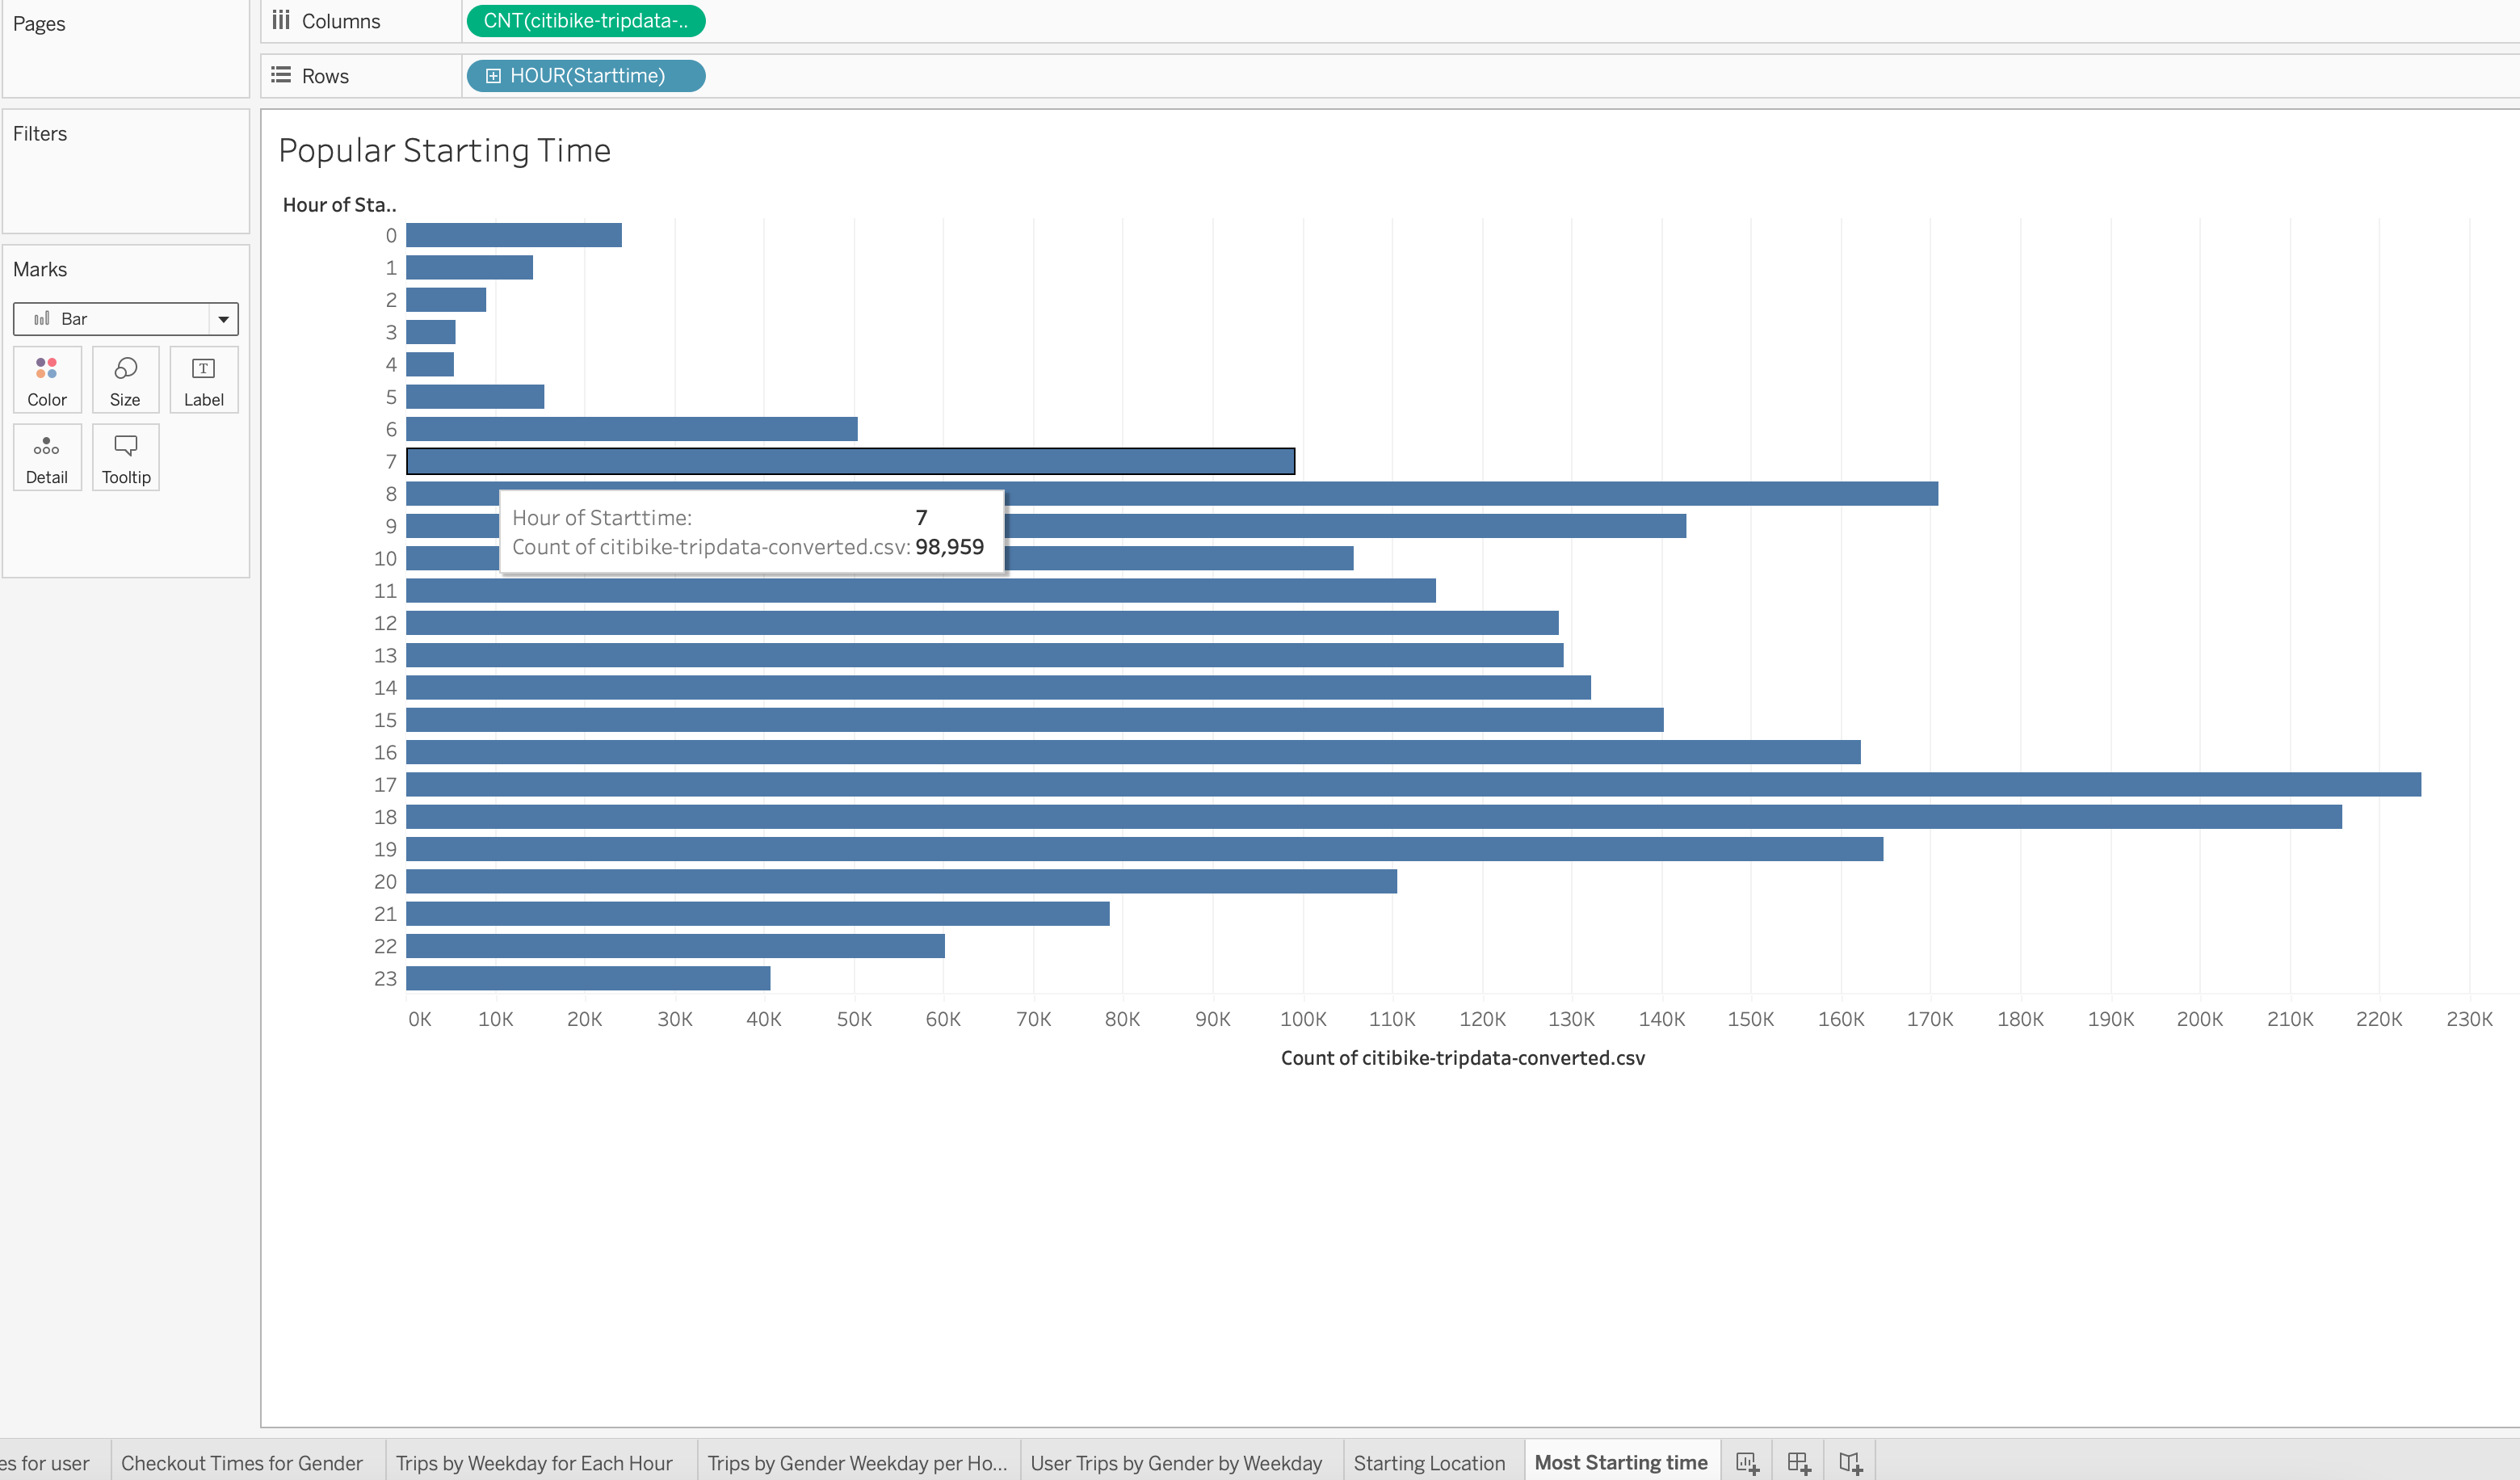 Pages
Columns
CNT(citibike-tripdata-..
Rows
HOUR(Starttime)
Filters
Marks
Bar
Color
Size
Label
Detail
Tooltip
Popular Starting Time
Hour of Sta..
0
1
2
3
4
5
6
7
8
9
10
11
12
13
14
15
16
17
18
19
20
21
22
23
Hour of Starttime: 7
Count of citibike-tripdata-converted.csv: 98,959
0K 10K 20K 30K 40K 50K 60K 70K 80K 90K 100K 110K 120K 130K 140K 150K 160K 170K 180K 190K 200K 210K 220K 230K
Count of citibike-tripdata-converted.csv
es for user Checkout Times for Gender Trips by Weekday for Each Hour Trips by Gender Weekday per Ho... User Trips by Gender by Weekday Starting Location Most Starting time